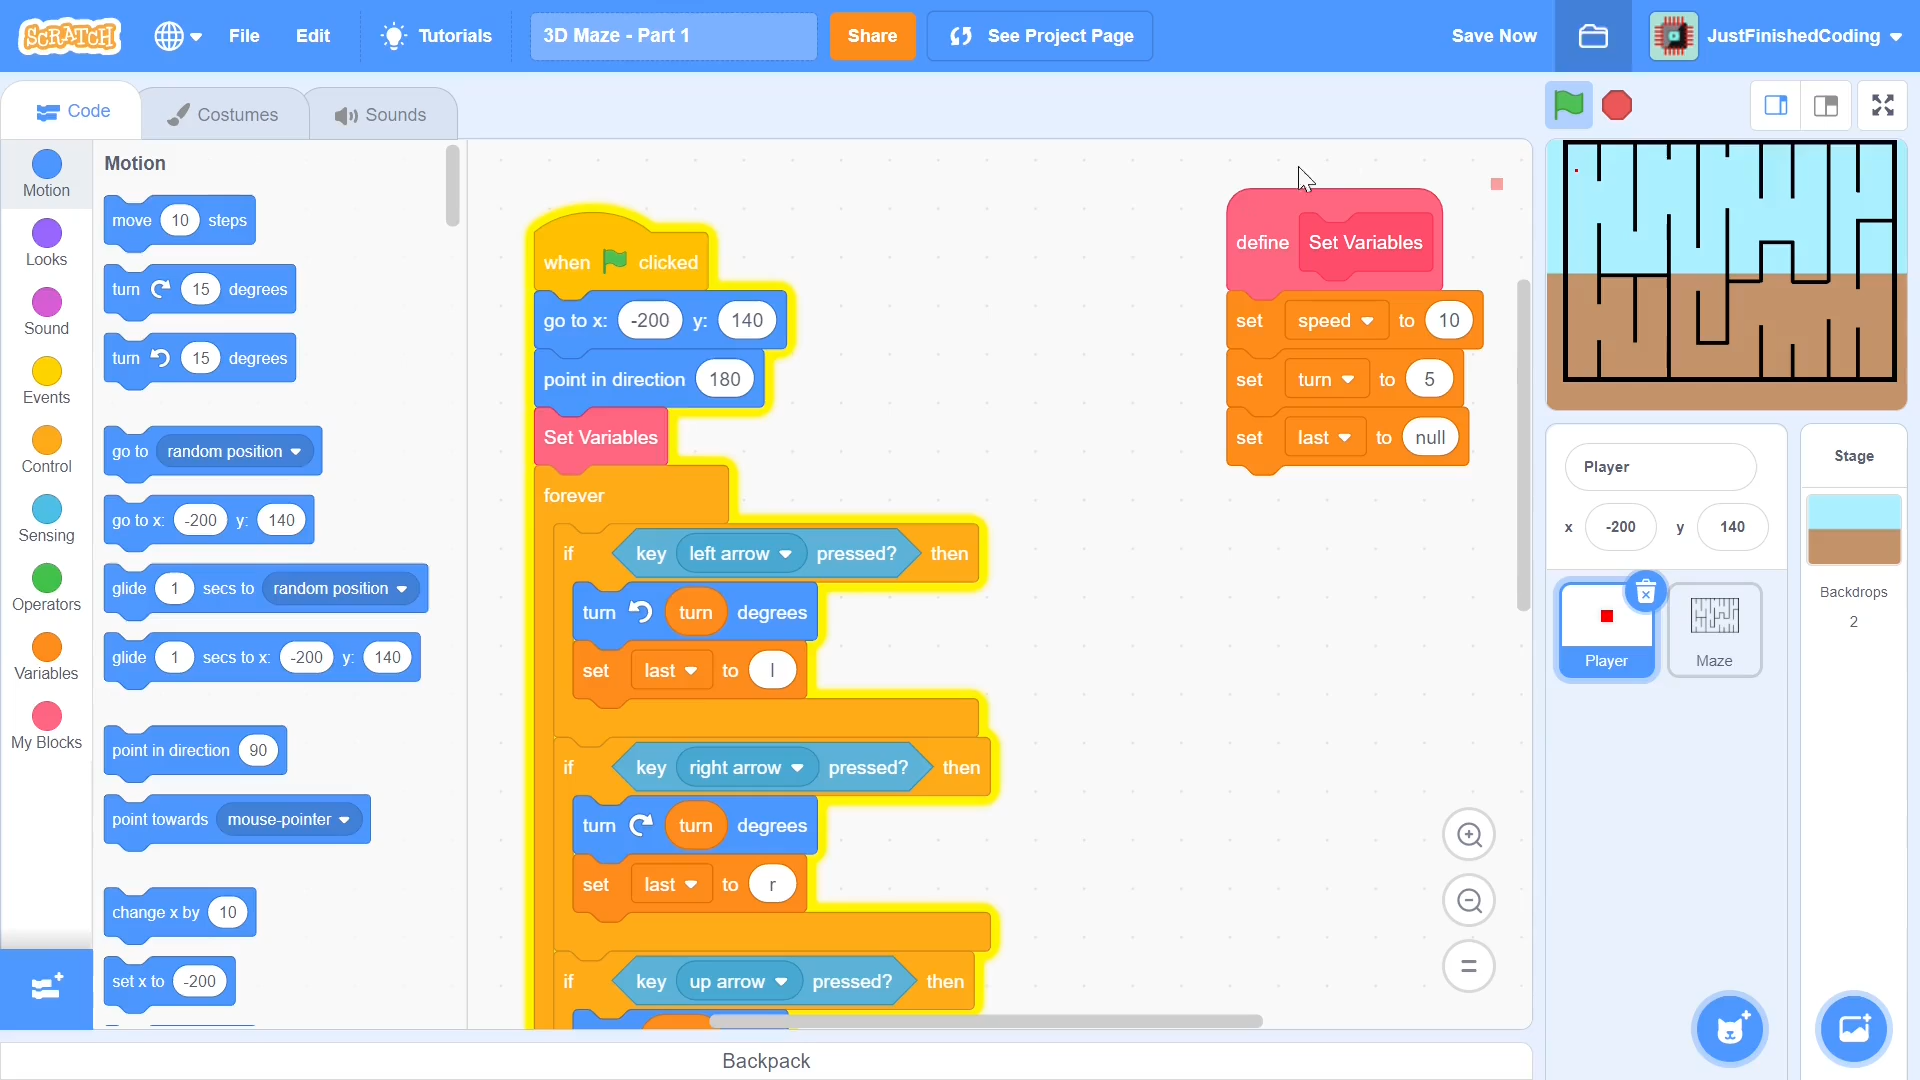 SCRATCH File Edit Tutorials 3D Maze - Part 1 Share See Project Page Save Now JustFinishedCoding
Code Costumes Sounds
Motion
Looks
Sound
Events
Control
Sensing
Operators
Variables
My Blocks
Motion
move 10 steps
turn 15 degrees
turn 15 degrees
go to random position
go to x: -200 y: 140
glide 1 secs to random position
glide 1 secs to x: -200 y: 140
point in direction 90
point towards mouse-pointer
change x by 10
set x to -200
when clicked
go to x: -200 y: 140
point in direction 180
Set Variables
forever
if key left arrow pressed? then
turn turn degrees
set last to l
if key right arrow pressed? then
turn turn degrees
set last to r
if key up arrow pressed? then
define Set Variables
set speed to 10
set turn to 5
set last to null
Player
x -200 y 140
Player
Maze
Stage
Backdrops
2
Backpack